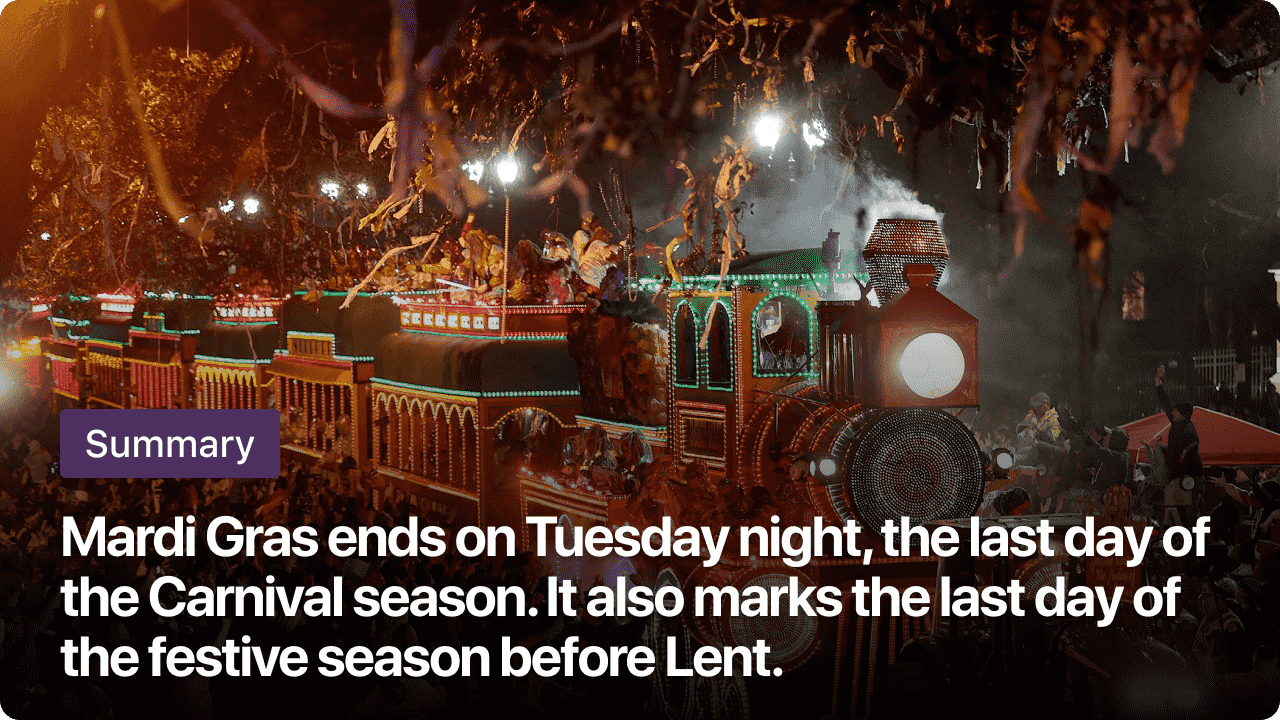 Summary
Mardi Gras ends on Tuesday night, the last day of
the Carnival season. It also marks the last day of
the festive season before Lent.